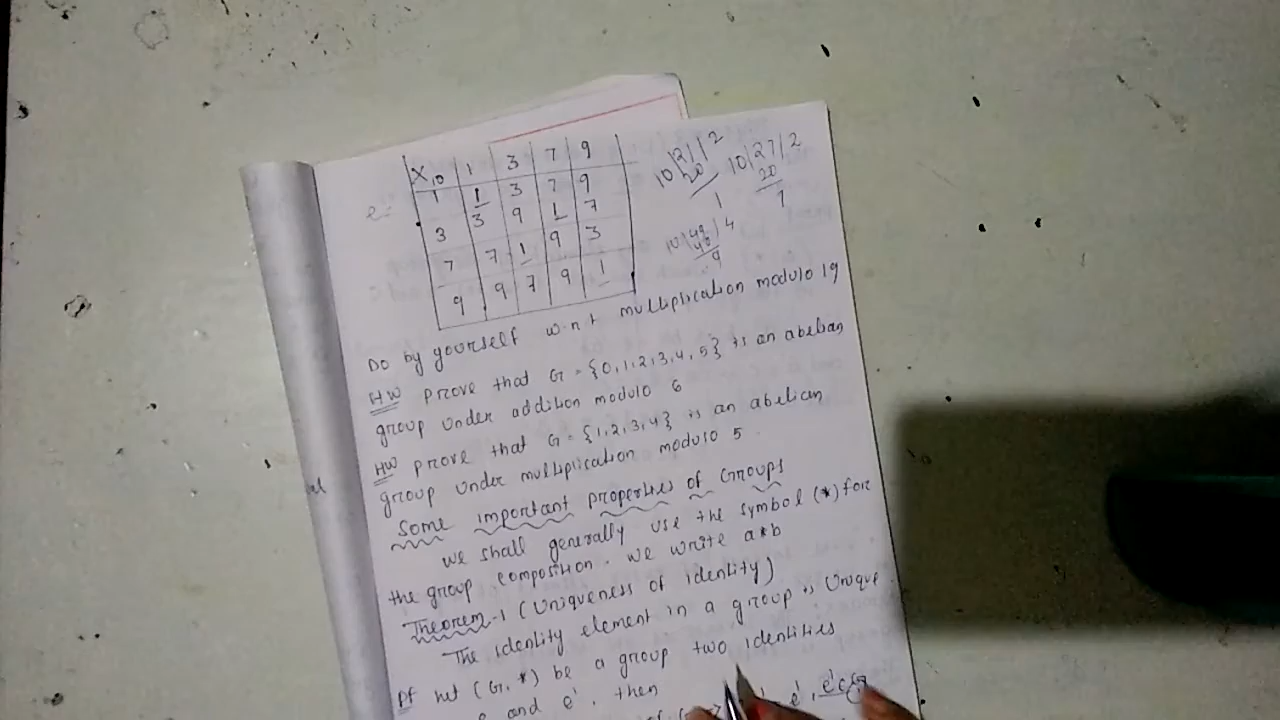 ×10 1 3 7 9
e= 1 1 3 7 9
3 3 9 1 7
7 7 1 9 3
9 9 7 9 1
10|21|2
20
1
10|27|2
20
7
10|49|4
40
9
Do by yourself w.r.t multiplication modulo 19
HW prove that G = {0,1,2,3,4,5} is an abelian
group under addition modulo 6
HW prove that G = {1,2,3,4} is an abelian
group under multiplication modulo 5.
Some important properties of Groups
we shall generally use the symbol (*) for
the group composition. we write a*b
Theorem-1 (Uniqueness of identity)
The identity element in a group is unique.
Pf Let (G, *) be a group two identities
e and e'. then
of G e', e'∈G